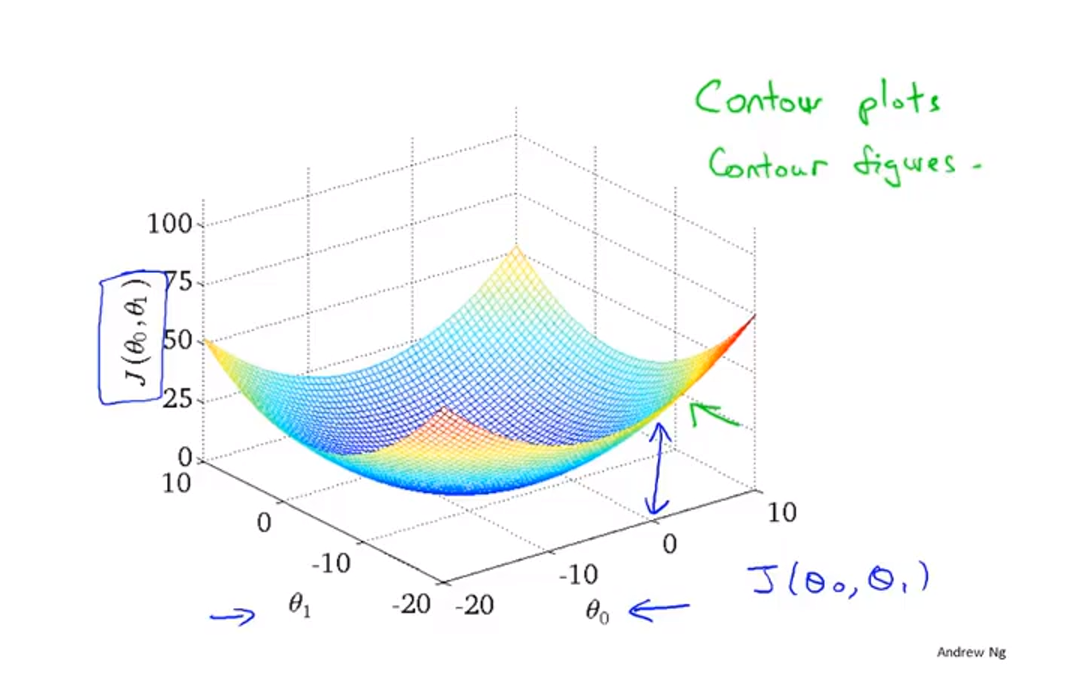 Contour plots
Contour figures.
100
75
50
25
0
J(θ₀,θ₁)
10
0
-10
-20
θ₁
-20
-10
0
10
θ₀
J(θ₀,θ₁)
Andrew Ng